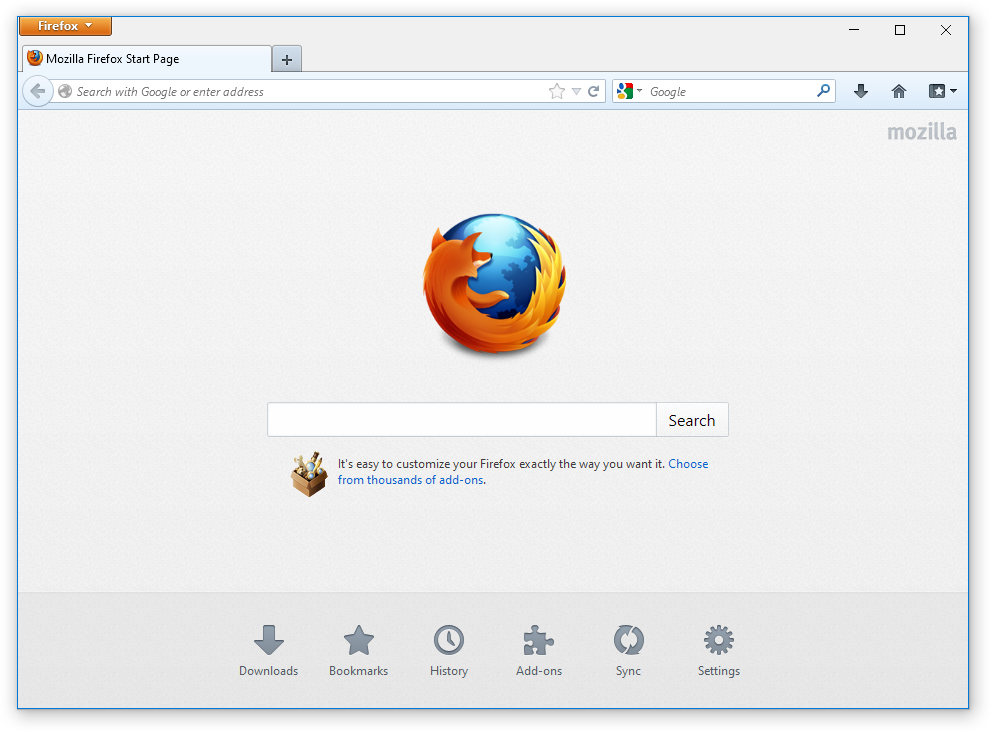 Firefox
Mozilla Firefox Start Page
Search with Google or enter address
Google
mozilla
Search
It's easy to customize your Firefox exactly the way you want it. Choose
from thousands of add-ons.
Downloads
Bookmarks
History
Add-ons
Sync
Settings